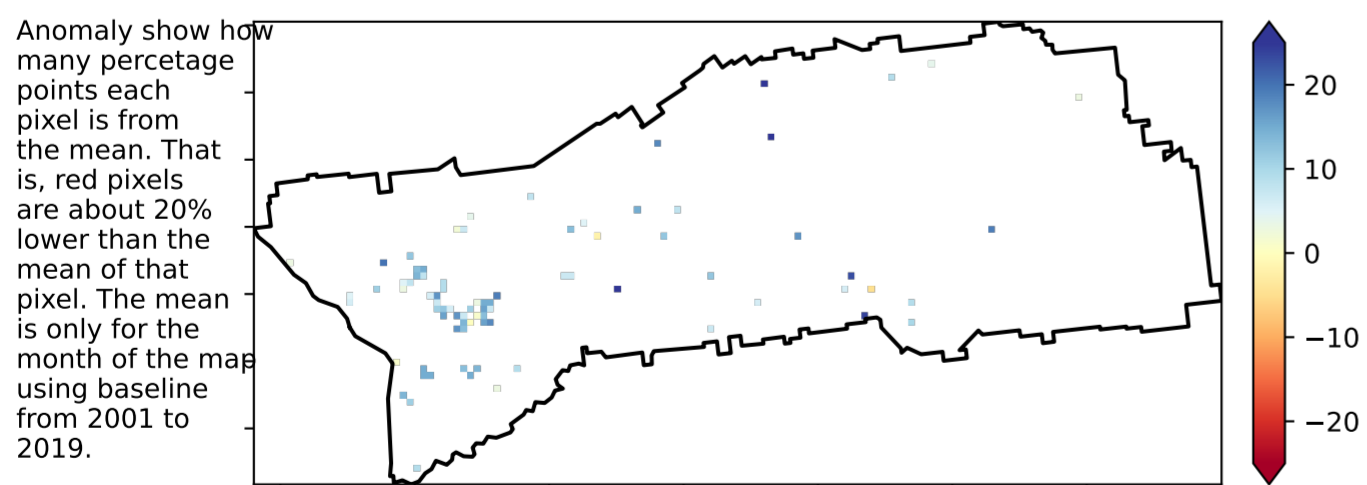 Anomaly show how
many percetage
points each
pixel is from
the mean. That
is, red pixels
are about 20%
lower than the
mean of that
pixel. The mean
is only for the
month of the map
using baseline
from 2001 to
2019.
20
10
0
−10
−20